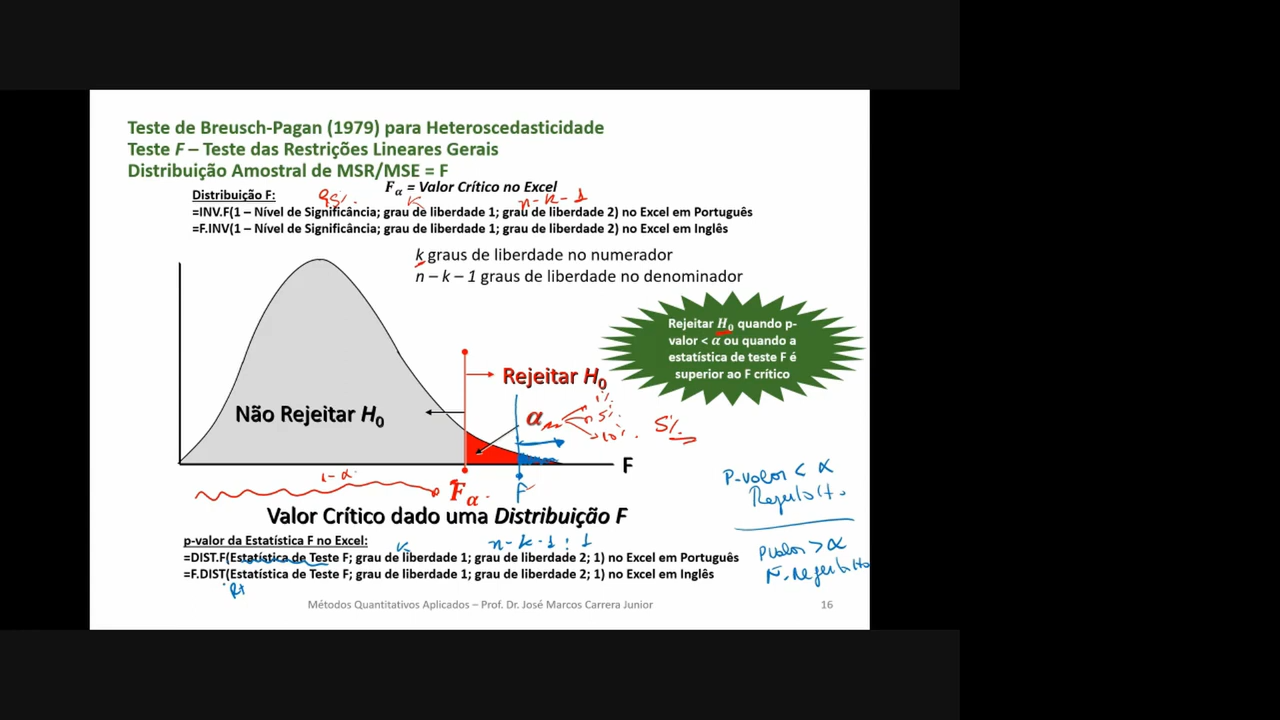 Teste de Breusch-Pagan (1979) para Heteroscedasticidade
Teste F – Teste das Restrições Lineares Gerais
Distribuição Amostral de MSR/MSE = F
Fα = Valor Crítico no Excel
Distribuição F:
95%. K n-k-1
=INV.F(1 – Nível de Significância; grau de liberdade 1; grau de liberdade 2) no Excel em Português
=F.INV(1 – Nível de Significância; grau de liberdade 1; grau de liberdade 2) no Excel em Inglês
k graus de liberdade no numerador
n – k – 1 graus de liberdade no denominador
Rejeitar H0 quando p-
valor < α ou quando a
estatística de teste F é
superior ao F crítico
Rejeitar H0
Não Rejeitar H0
α
1%
5%
10%.
5%
F
1-α
Fα
F
P-valor < α
Rejeito Ho
Valor Crítico dado uma Distribuição F
p-valor da Estatística F no Excel:
K n-k-1 ; 1
P valor > α
Ñ. rejeito Ho
=DIST.F(Estatística de Teste F; grau de liberdade 1; grau de liberdade 2; 1) no Excel em Português
=F.DIST(Estatística de Teste F; grau de liberdade 1; grau de liberdade 2; 1) no Excel em Inglês
Métodos Quantitativos Aplicados – Prof. Dr. José Marcos Carrera Junior
16